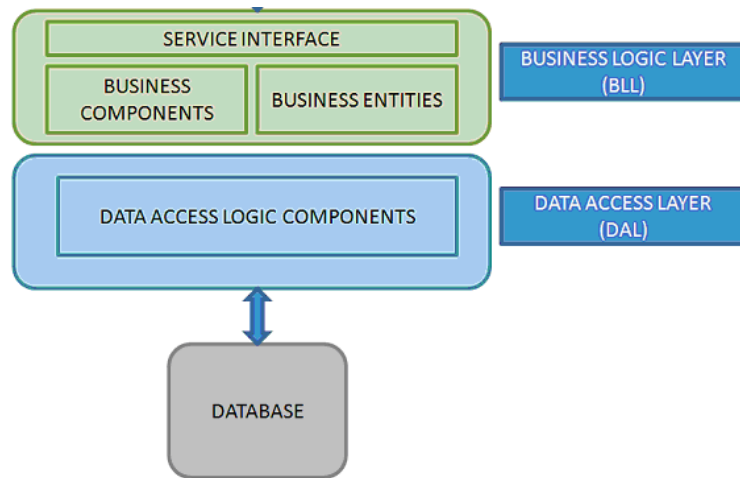 SERVICE INTERFACE
BUSINESS
COMPONENTS
BUSINESS ENTITIES
BUSINESS LOGIC LAYER
(BLL)
DATA ACCESS LOGIC COMPONENTS
DATA ACCESS LAYER
(DAL)
DATABASE